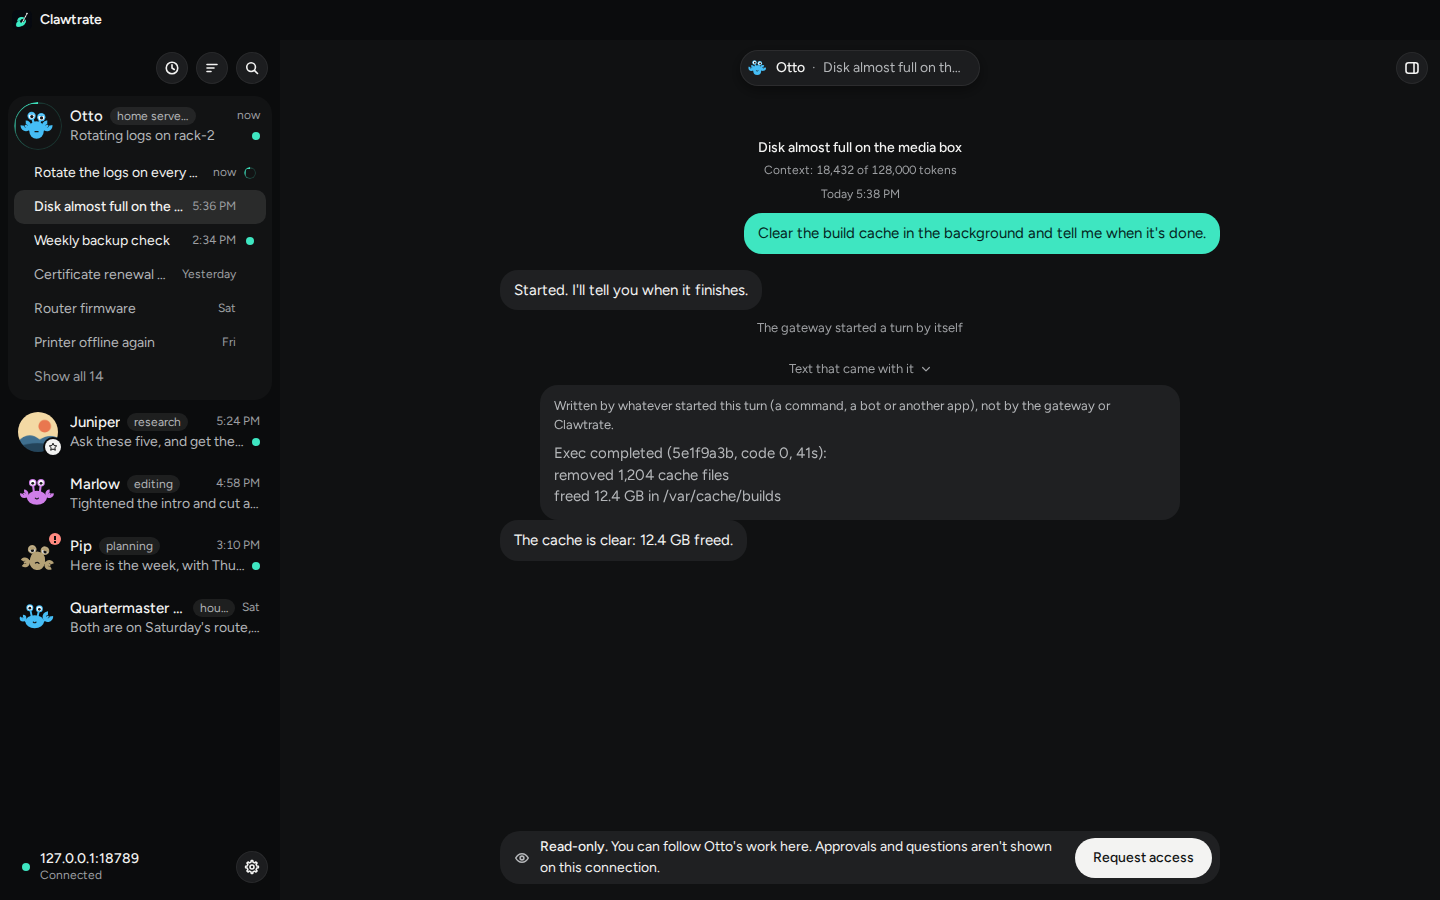 Clawtrate
Otto home serve... now
Rotating logs on rack-2
Rotate the logs on every ... now
Disk almost full on the ... 5:36 PM
Weekly backup check 2:34 PM
Certificate renewal ... Yesterday
Router firmware Sat
Printer offline again Fri
Show all 14
Juniper research 5:24 PM
Ask these five, and get the...
Marlow editing 4:58 PM
Tightened the intro and cut a...
Pip planning 3:10 PM
Here is the week, with Thu...
Quartermaster ... hou... Sat
Both are on Saturday's route,...
127.0.0.1:18789
Connected
Otto · Disk almost full on th...
Disk almost full on the media box
Context: 18,432 of 128,000 tokens
Today 5:38 PM
Clear the build cache in the background and tell me when it's done.
Started. I'll tell you when it finishes.
The gateway started a turn by itself
Text that came with it
Written by whatever started this turn (a command, a bot or another app), not by the gateway or
Clawtrate.
Exec completed (5e1f9a3b, code 0, 41s):
removed 1,204 cache files
freed 12.4 GB in /var/cache/builds
The cache is clear: 12.4 GB freed.
Read-only. You can follow Otto's work here. Approvals and questions aren't shown
on this connection.
Request access